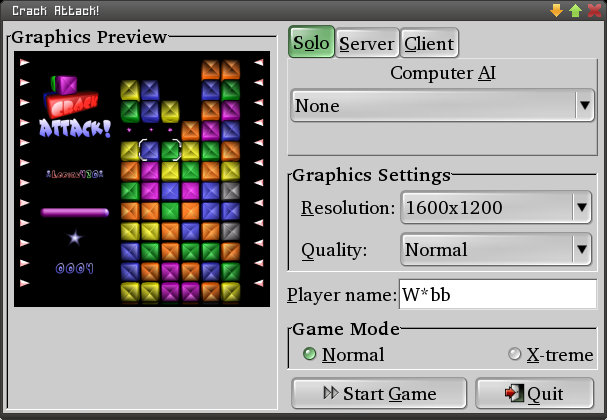 Crack Attack!
Graphics Preview
CRACK
ATTACK!
0004
Solo Server Client
Computer AI
None
Graphics Settings
Resolution: 1600x1200
Quality: Normal
Player name: W*bb
Game Mode
Normal X-treme
Start Game Quit